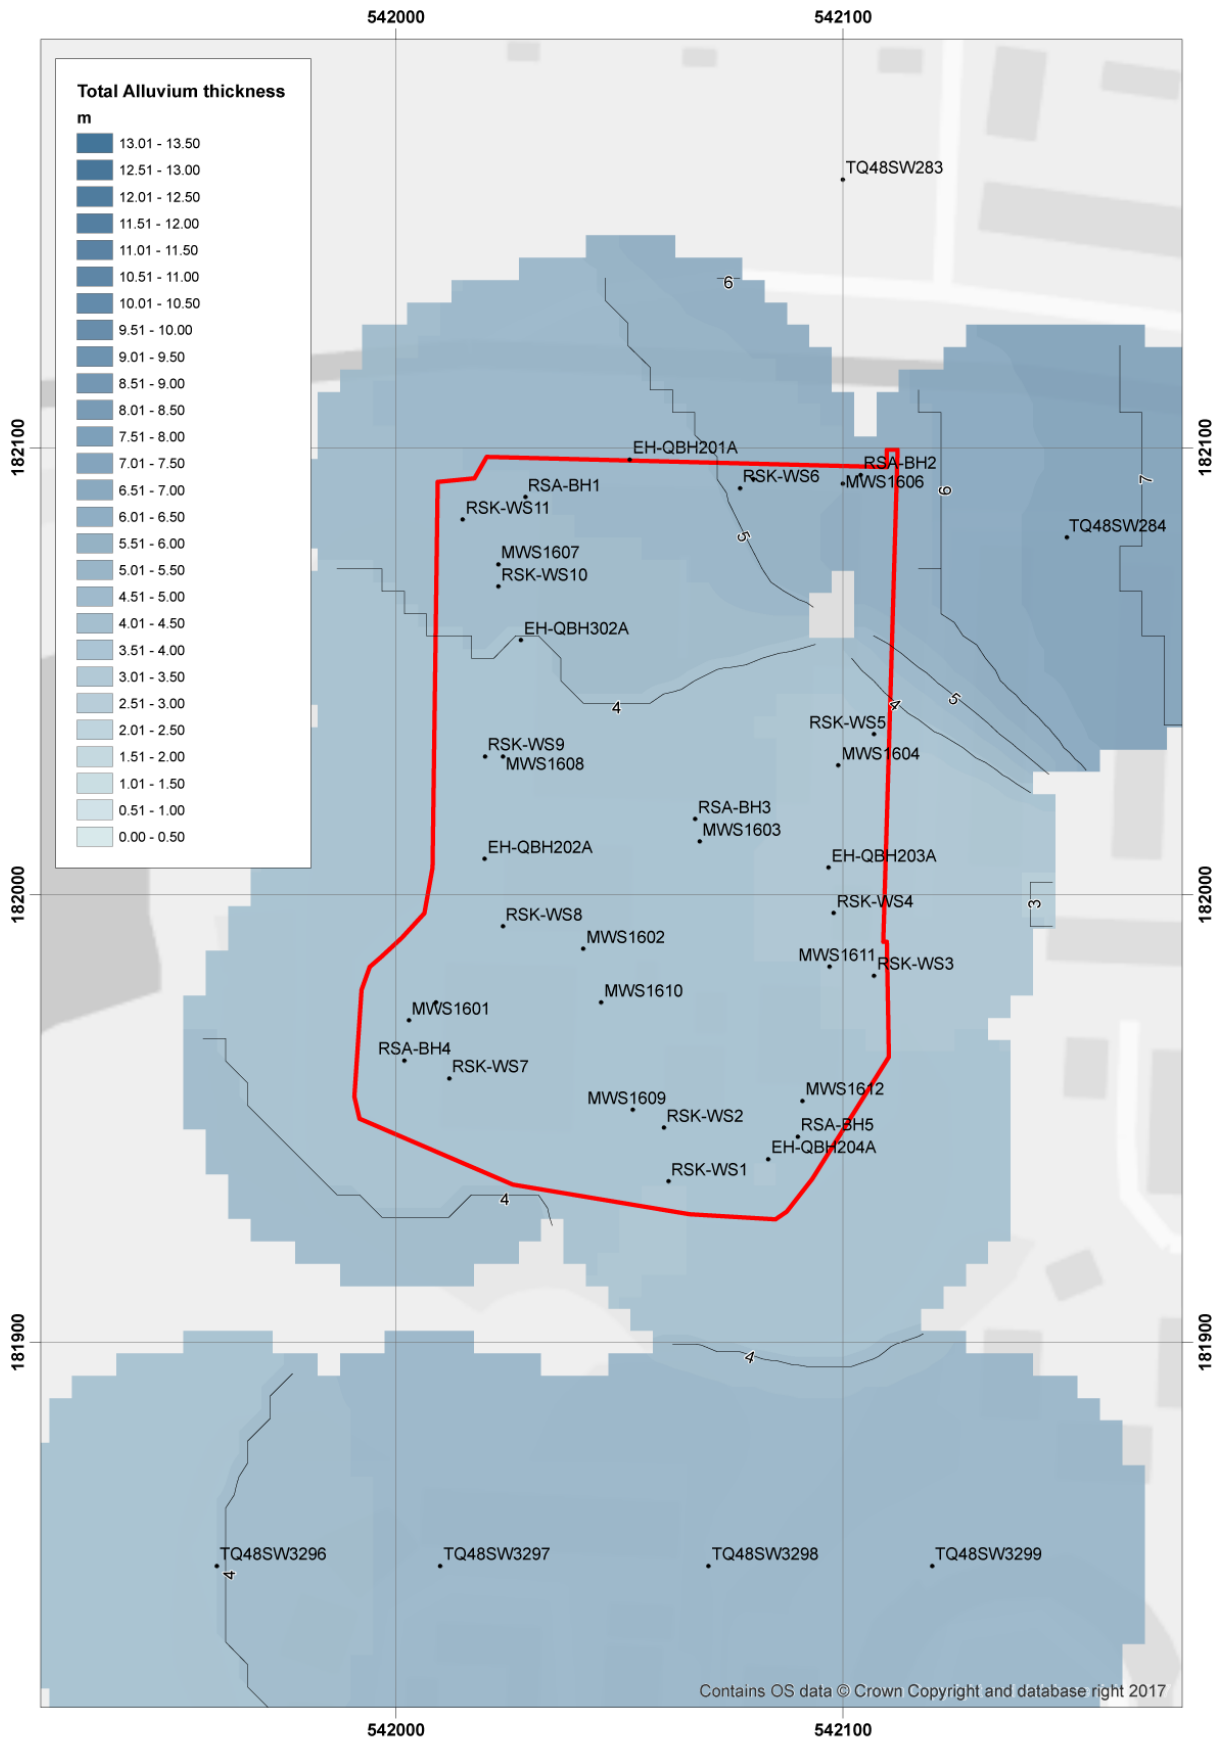 542000
542100
Total Alluvium thickness
m
13.01 - 13.50
12.51 - 13.00
12.01 - 12.50
11.51 - 12.00
11.01 - 11.50
10.51 - 11.00
10.01 - 10.50
9.51 - 10.00
9.01 - 9.50
8.51 - 9.00
8.01 - 8.50
7.51 - 8.00
7.01 - 7.50
6.51 - 7.00
6.01 - 6.50
5.51 - 6.00
5.01 - 5.50
4.51 - 5.00
4.01 - 4.50
3.51 - 4.00
3.01 - 3.50
2.51 - 3.00
2.01 - 2.50
1.51 - 2.00
1.01 - 1.50
0.51 - 1.00
0.00 - 0.50
TQ48SW283
6
182100
182100
EH-QBH201A
RSA-BH2
RSK-WS6
MWS1606
7
6
RSA-BH1
RSK-WS11
TQ48SW284
5
MWS1607
RSK-WS10
EH-QBH302A
4
5
4
RSK-WS5
RSK-WS9
MWS1608
MWS1604
RSA-BH3
MWS1603
EH-QBH202A
EH-QBH203A
182000
182000
3
RSK-WS4
RSK-WS8
MWS1602
MWS1611
RSK-WS3
MWS1610
MWS1601
RSA-BH4
RSK-WS7
MWS1612
MWS1609
RSK-WS2
RSA-BH5
EH-QBH204A
RSK-WS1
4
181900
181900
4
TQ48SW3296
TQ48SW3297
TQ48SW3298
TQ48SW3299
4
Contains OS data © Crown Copyright and database right 2017
542000
542100